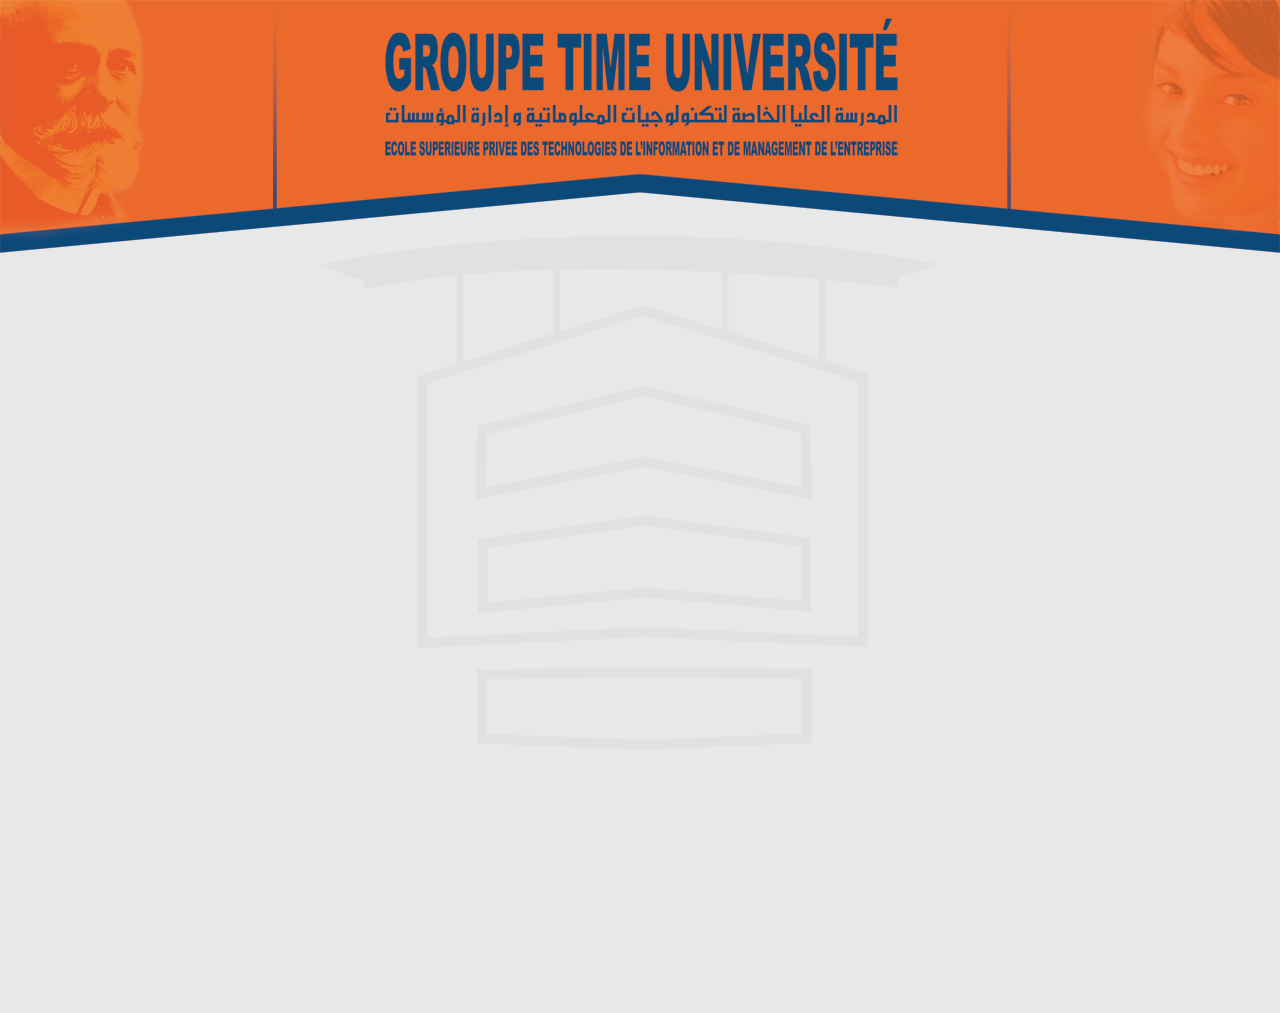 GROUPE TIME UNIVERSITÉ
المدرسة العليا الخاصة لتكنولوجيات المعلوماتية و إدارة المؤسسات
ECOLE SUPERIEURE PRIVEE DES TECHNOLOGIES DE L'INFORMATION ET DE MANAGEMENT DE L'ENTREPRISE